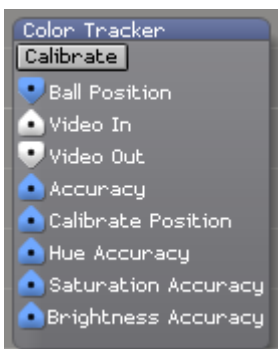 Color Tracker
Calibrate
Ball Position
Video In
Video Out
Accuracy
Calibrate Position
Hue Accuracy
Saturation Accuracy
Brightness Accuracy